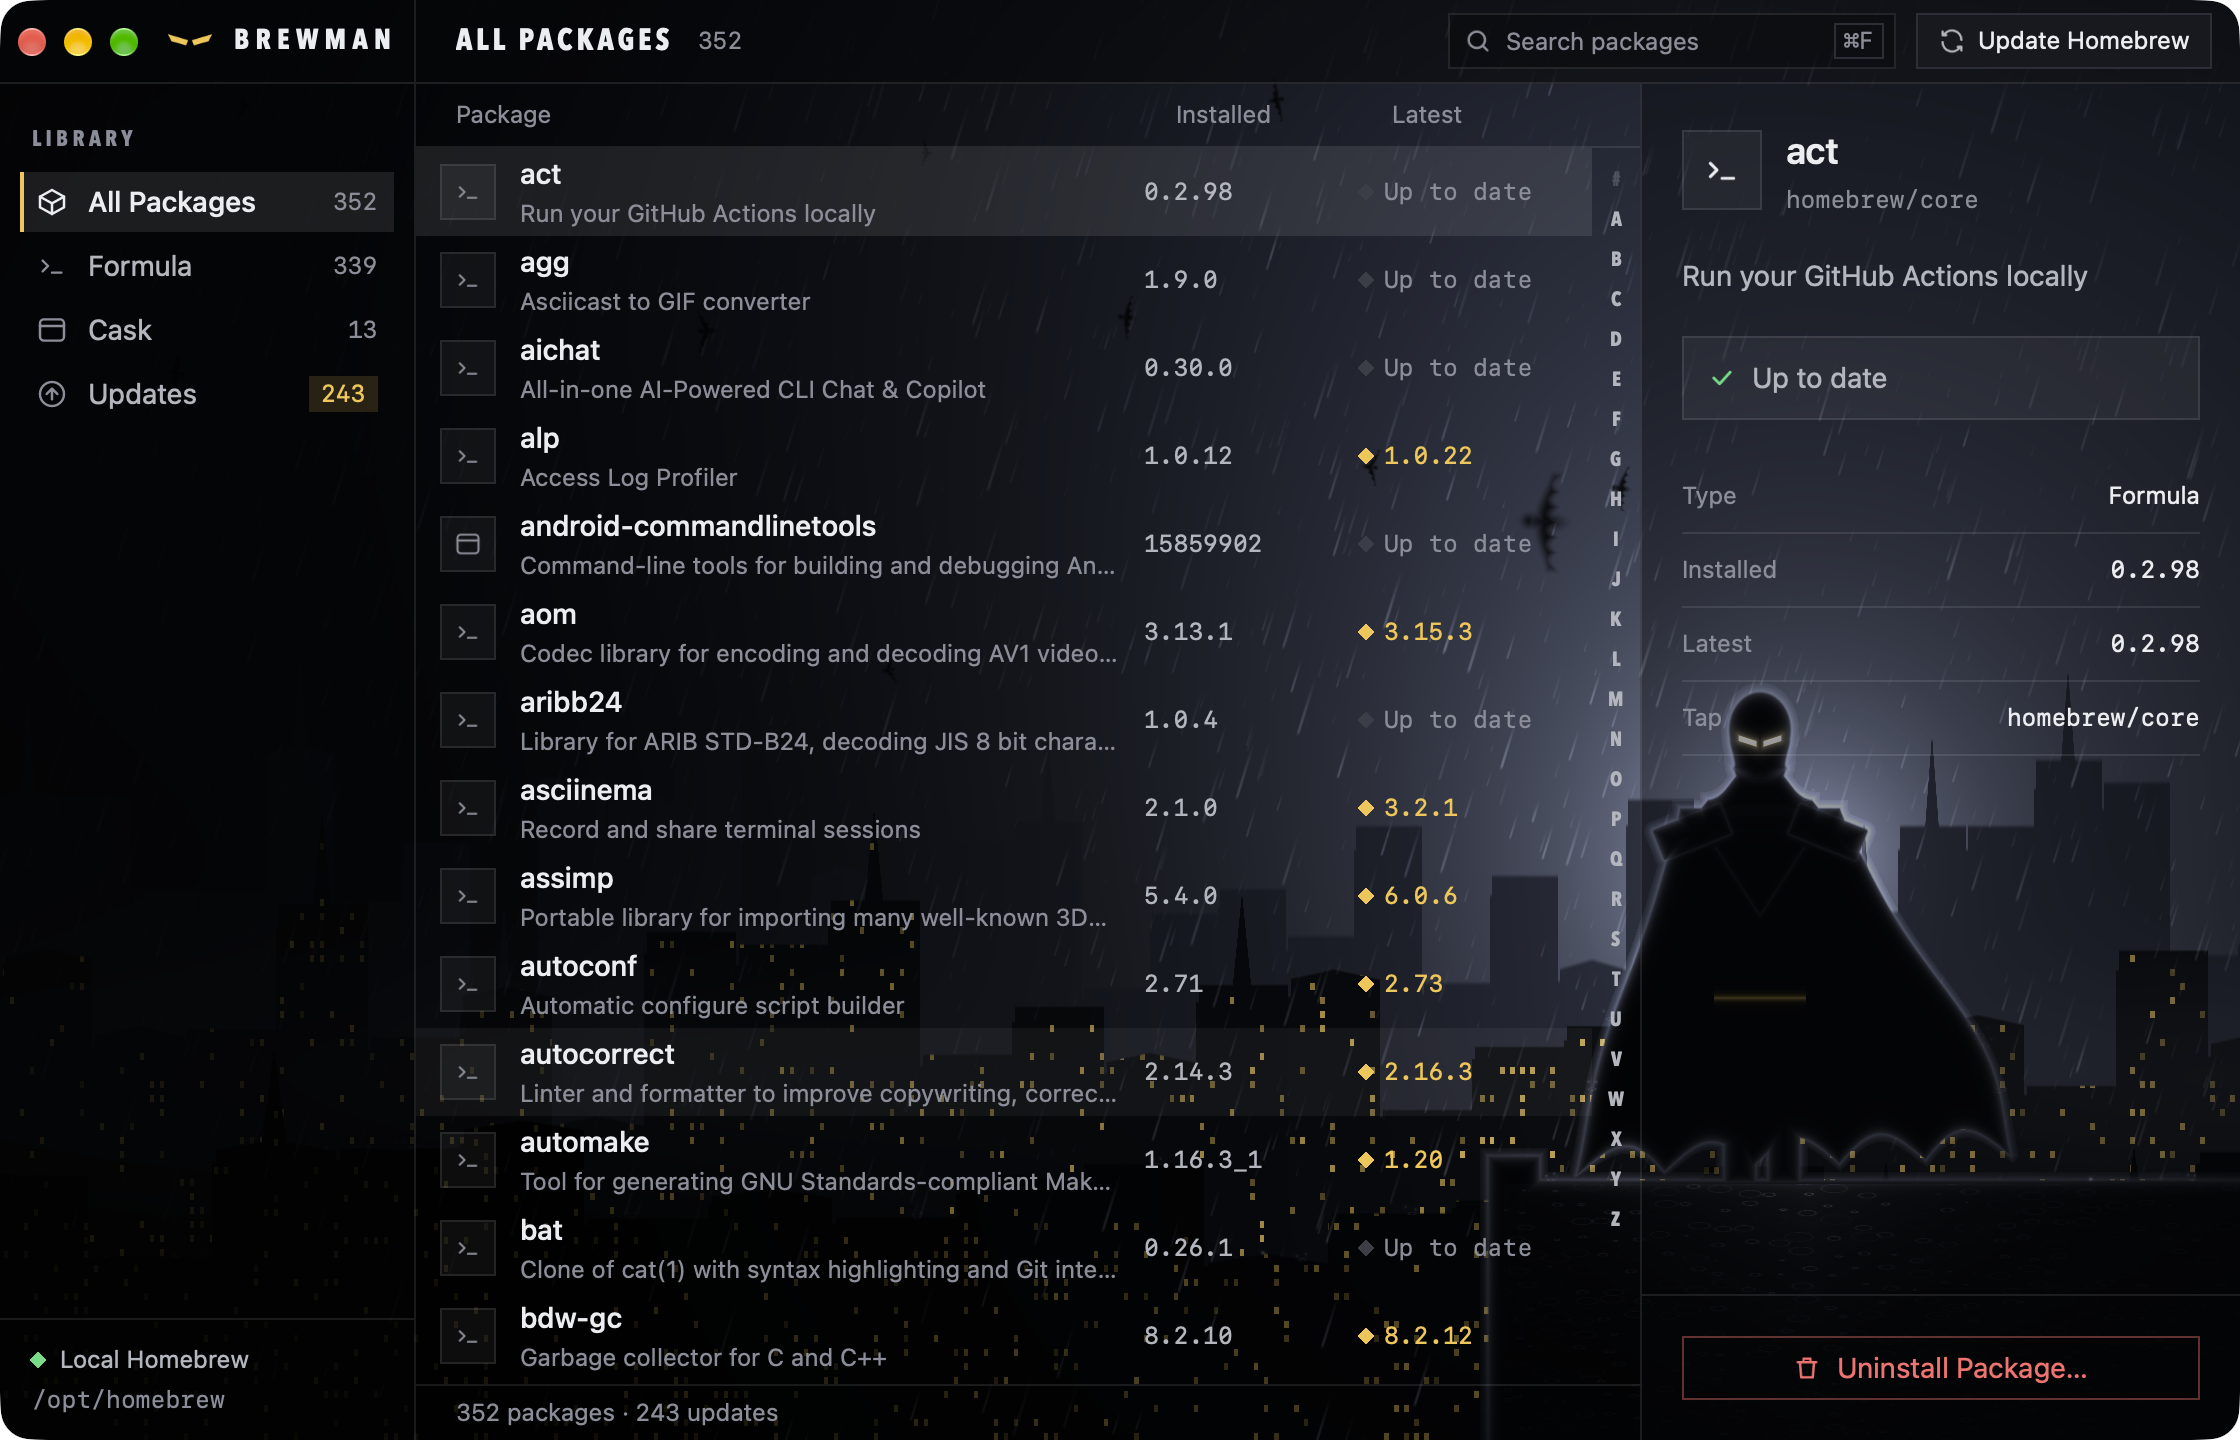 BREWMAN
ALL PACKAGES 352
Search packages ⌘F
Update Homebrew
LIBRARY
All Packages 352
Formula 339
Cask 13
Updates 243
Local Homebrew
/opt/homebrew
Package Installed Latest
act 0.2.98 Up to date
Run your GitHub Actions locally
agg 1.9.0 Up to date
Asciicast to GIF converter
aichat 0.30.0 Up to date
All-in-one AI-Powered CLI Chat & Copilot
alp 1.0.12 1.0.22
Access Log Profiler
android-commandlinetools 15859902 Up to date
Command-line tools for building and debugging An...
aom 3.13.1 3.15.3
Codec library for encoding and decoding AV1 video...
aribb24 1.0.4 Up to date
Library for ARIB STD-B24, decoding JIS 8 bit chara...
asciinema 2.1.0 3.2.1
Record and share terminal sessions
assimp 5.4.0 6.0.6
Portable library for importing many well-known 3D...
autoconf 2.71 2.73
Automatic configure script builder
autocorrect 2.14.3 2.16.3
Linter and formatter to improve copywriting, correc...
automake 1.16.3_1 1.20
Tool for generating GNU Standards-compliant Mak...
bat 0.26.1 Up to date
Clone of cat(1) with syntax highlighting and Git inte...
bdw-gc 8.2.10 8.2.12
Garbage collector for C and C++
352 packages · 243 updates
#
A
B
C
D
E
F
G
H
I
J
K
L
M
N
O
P
Q
R
S
T
U
V
W
X
Y
Z
act
homebrew/core
Run your GitHub Actions locally
Up to date
Type Formula
Installed 0.2.98
Latest 0.2.98
Tap homebrew/core
Uninstall Package...